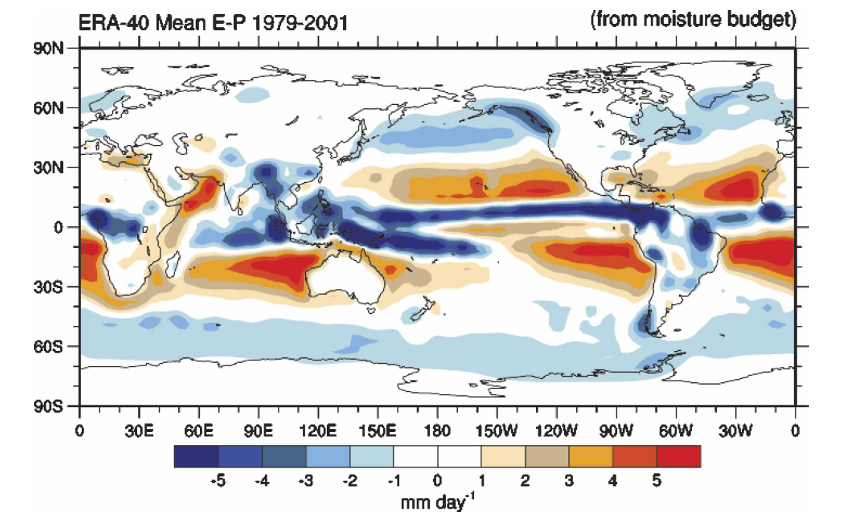 ERA-40 Mean E-P 1979-2001 (from moisture budget)
90N
60N
30N
0
30S
60S
90S
0 30E 60E 90E 120E 150E 180 150W 120W 90W 60W 30W 0
-5 -4 -3 -2 -1 0 1 2 3 4 5
mm day⁻¹